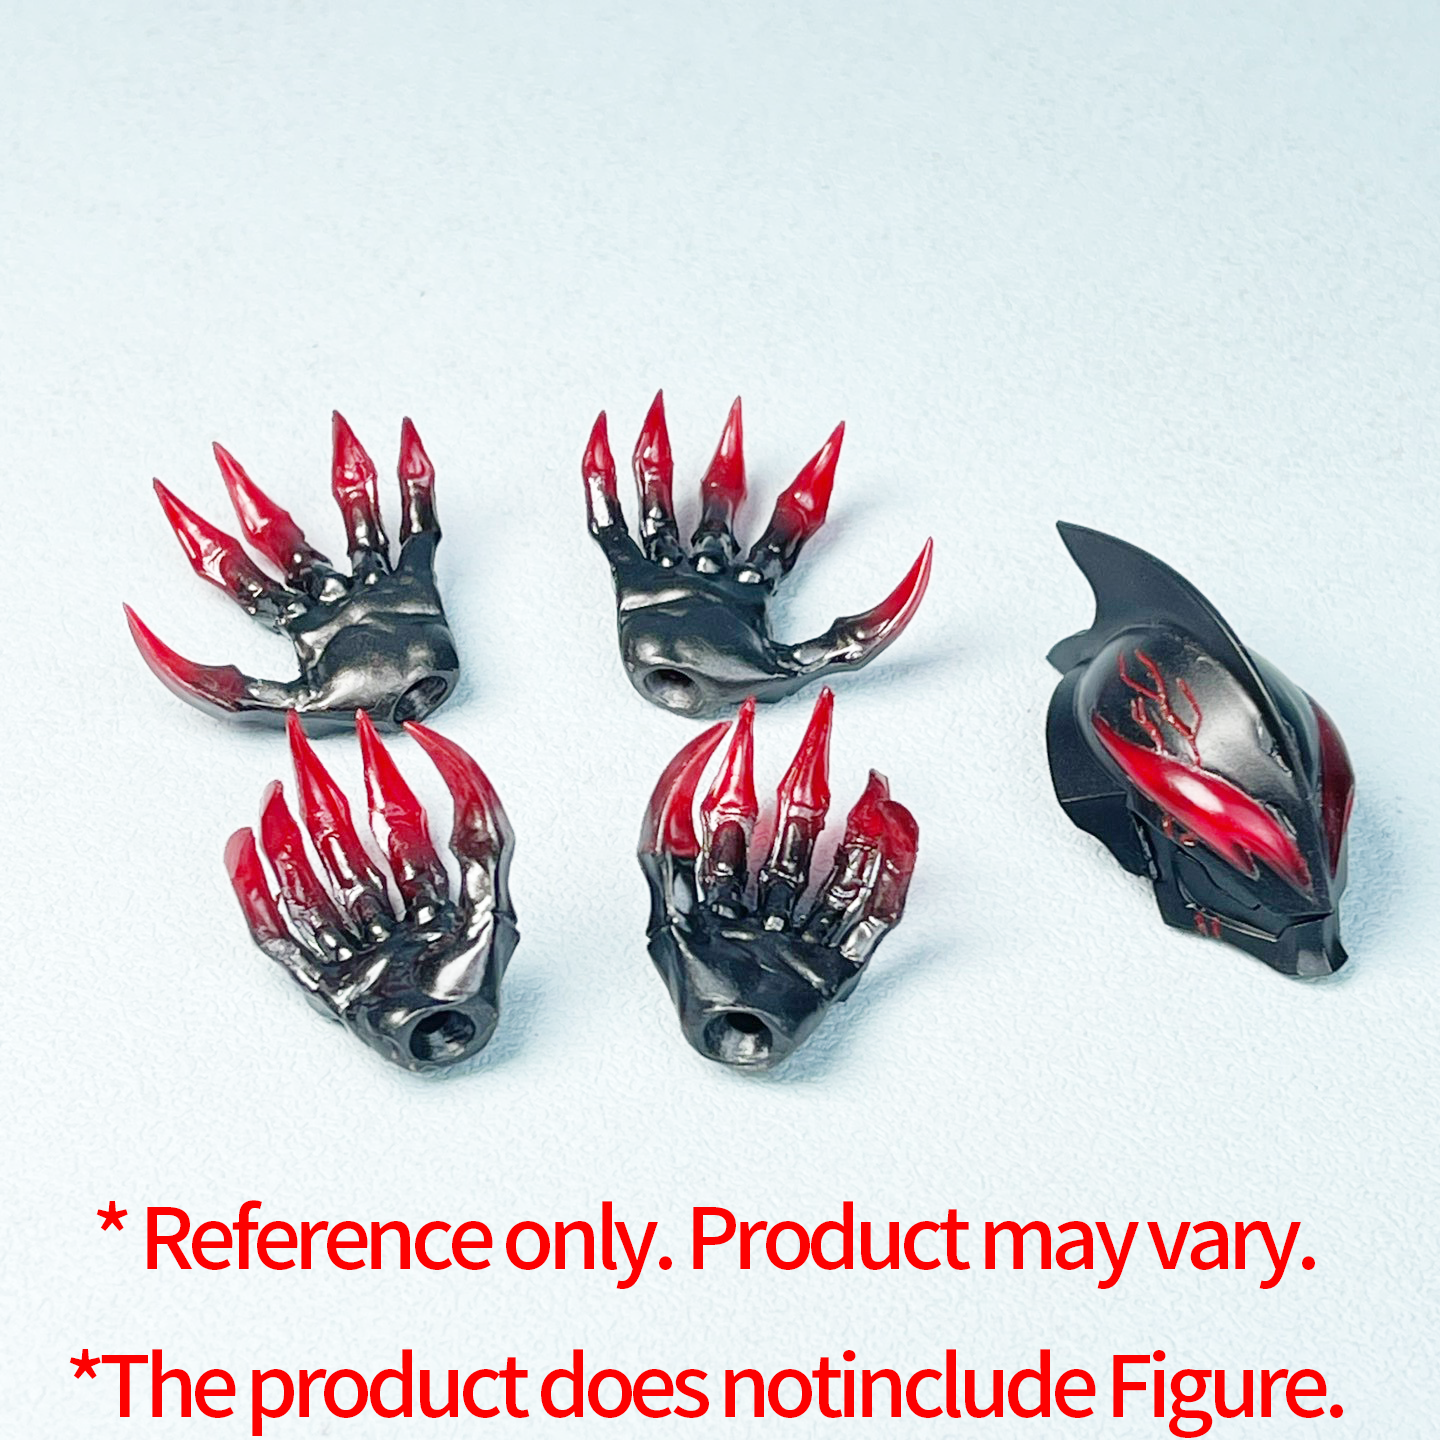 * Reference only. Product may vary.
*The product does notinclude Figure.